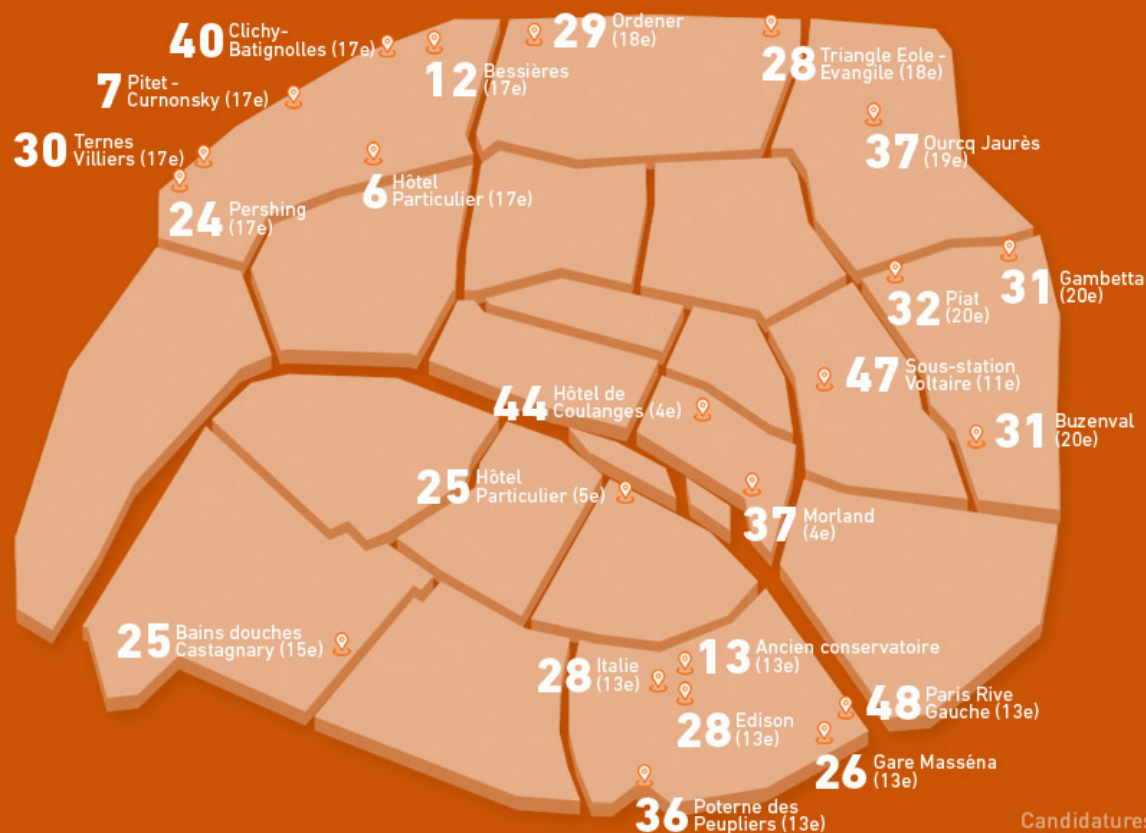 40 Clichy-
Batignolles (17e)
29 Ordener
(18e)
12 Bessières
(17e)
28 Triangle Eole -
Evangile (18e)
7 Pitet -
Curnonsky (17e)
37 Ourcq Jaurès
(19e)
30 Ternes
Villiers (17e)
6 Hôtel
Particulier (17e)
24 Pershing
(17e)
31 Gambetta
(20e)
32 Piat
(20e)
47 Sous-station
Voltaire (11e)
44 Hôtel de
Coulanges (4e)
31 Buzenval
(20e)
25 Hôtel
Particulier (5e)
37 Morland
(4e)
25 Bains douches
Castagnary (15e)
13 Ancien conservatoire
(13e)
28 Italie
(13e)
48 Paris Rive
Gauche (13e)
28 Edison
(13e)
26 Gare Masséna
(13e)
36 Poterne des
Peupliers (13e)
Candidatures